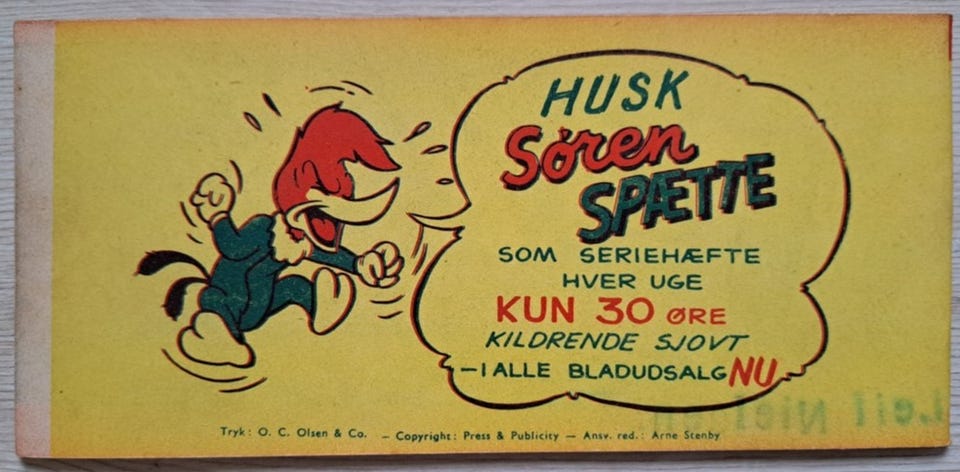 HUSK
Søren
SPÆTTE
SOM SERIEHÆFTE
HVER UGE
KUN 30 ØRE
KILDRENDE SJOVT
—I ALLE BLADUDSALG NU
Tryk: O. C. Olsen & Co. — Copyright: Press & Publicity — Ansv. red.: Arne Stenby